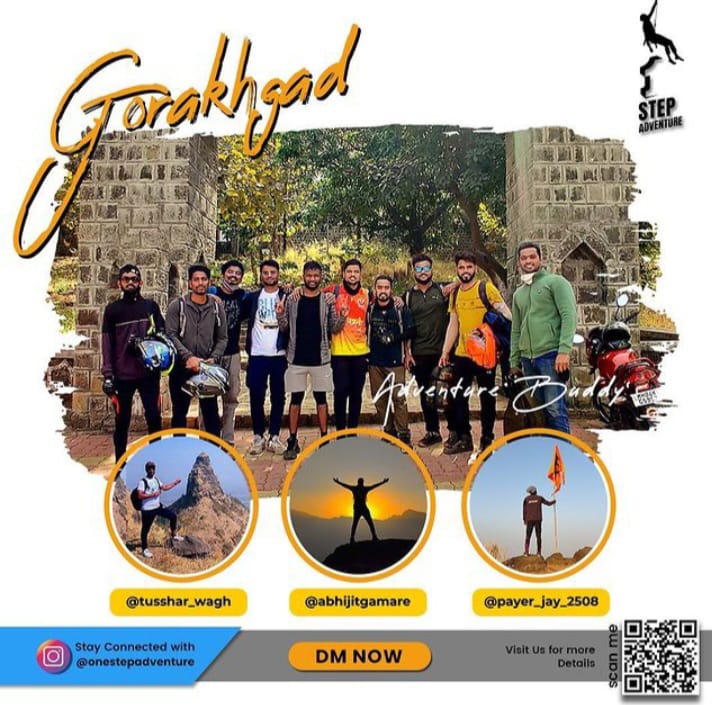 Gorakhgad
STEP
ADVENTURE
Adventure Buddy
@tusshar_wagh
@abhijitgamare
@payer_jay_2508
Stay Connected with
@onestepadventure
DM NOW
Visit Us for more
Details
scan me